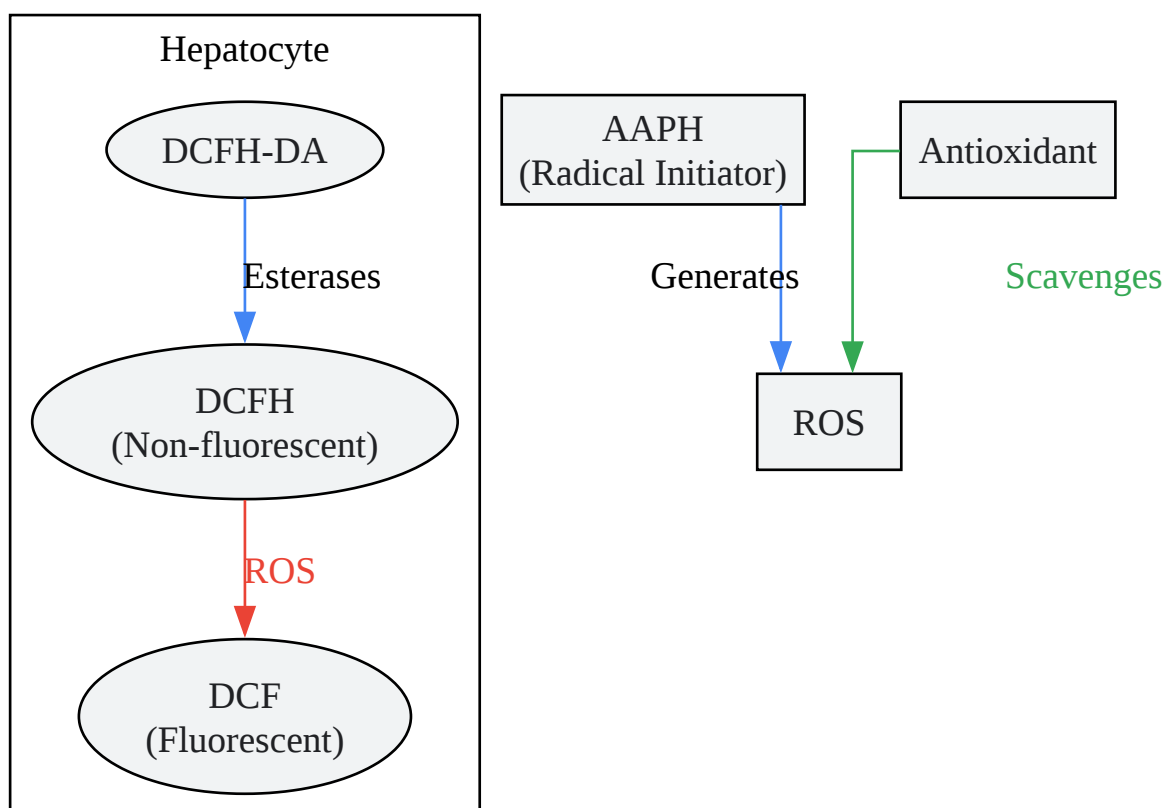 Hepatocyte
DCFH-DA
Esterases
DCFH
(Non-fluorescent)
ROS
DCF
(Fluorescent)
AAPH
(Radical Initiator)
Antioxidant
Generates
Scavenges
ROS